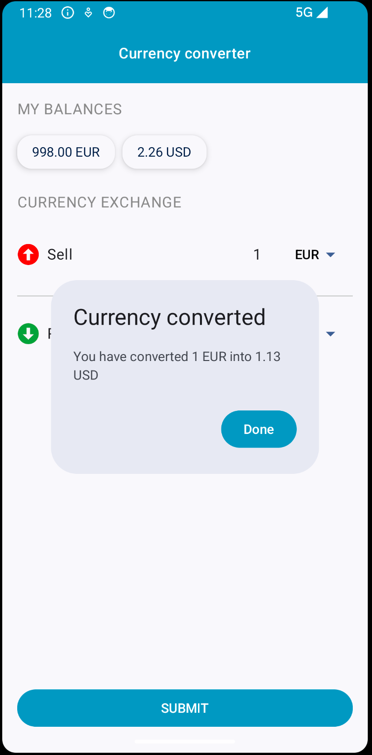 11:28
5G
Currency converter
MY BALANCES
998.00 EUR
2.26 USD
CURRENCY EXCHANGE
Sell
1
EUR
Currency converted
You have converted 1 EUR into 1.13
USD
Done
SUBMIT